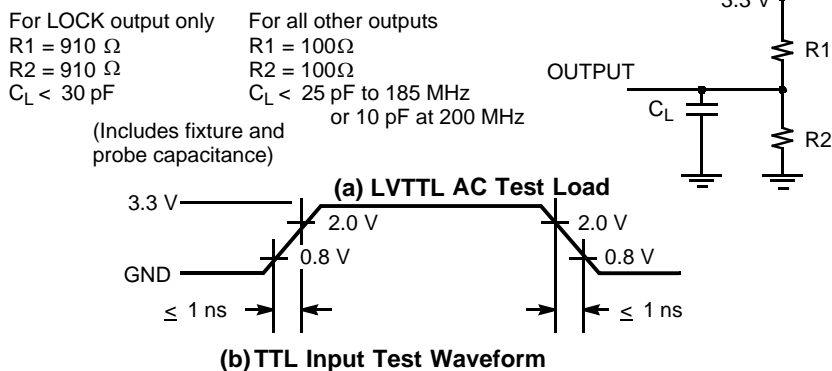 For LOCK output only
R1 = 910 Ω
R2 = 910 Ω
CL < 30 pF
For all other outputs
R1 = 100Ω
R2 = 100Ω
CL < 25 pF to 185 MHz
or 10 pF at 200 MHz
(Includes fixture and
probe capacitance)
3.3 V
R1
OUTPUT
CL
R2
(a) LVTTL AC Test Load
3.3 V
2.0 V
2.0 V
0.8 V
0.8 V
GND
≤ 1 ns
≤ 1 ns
(b) TTL Input Test Waveform